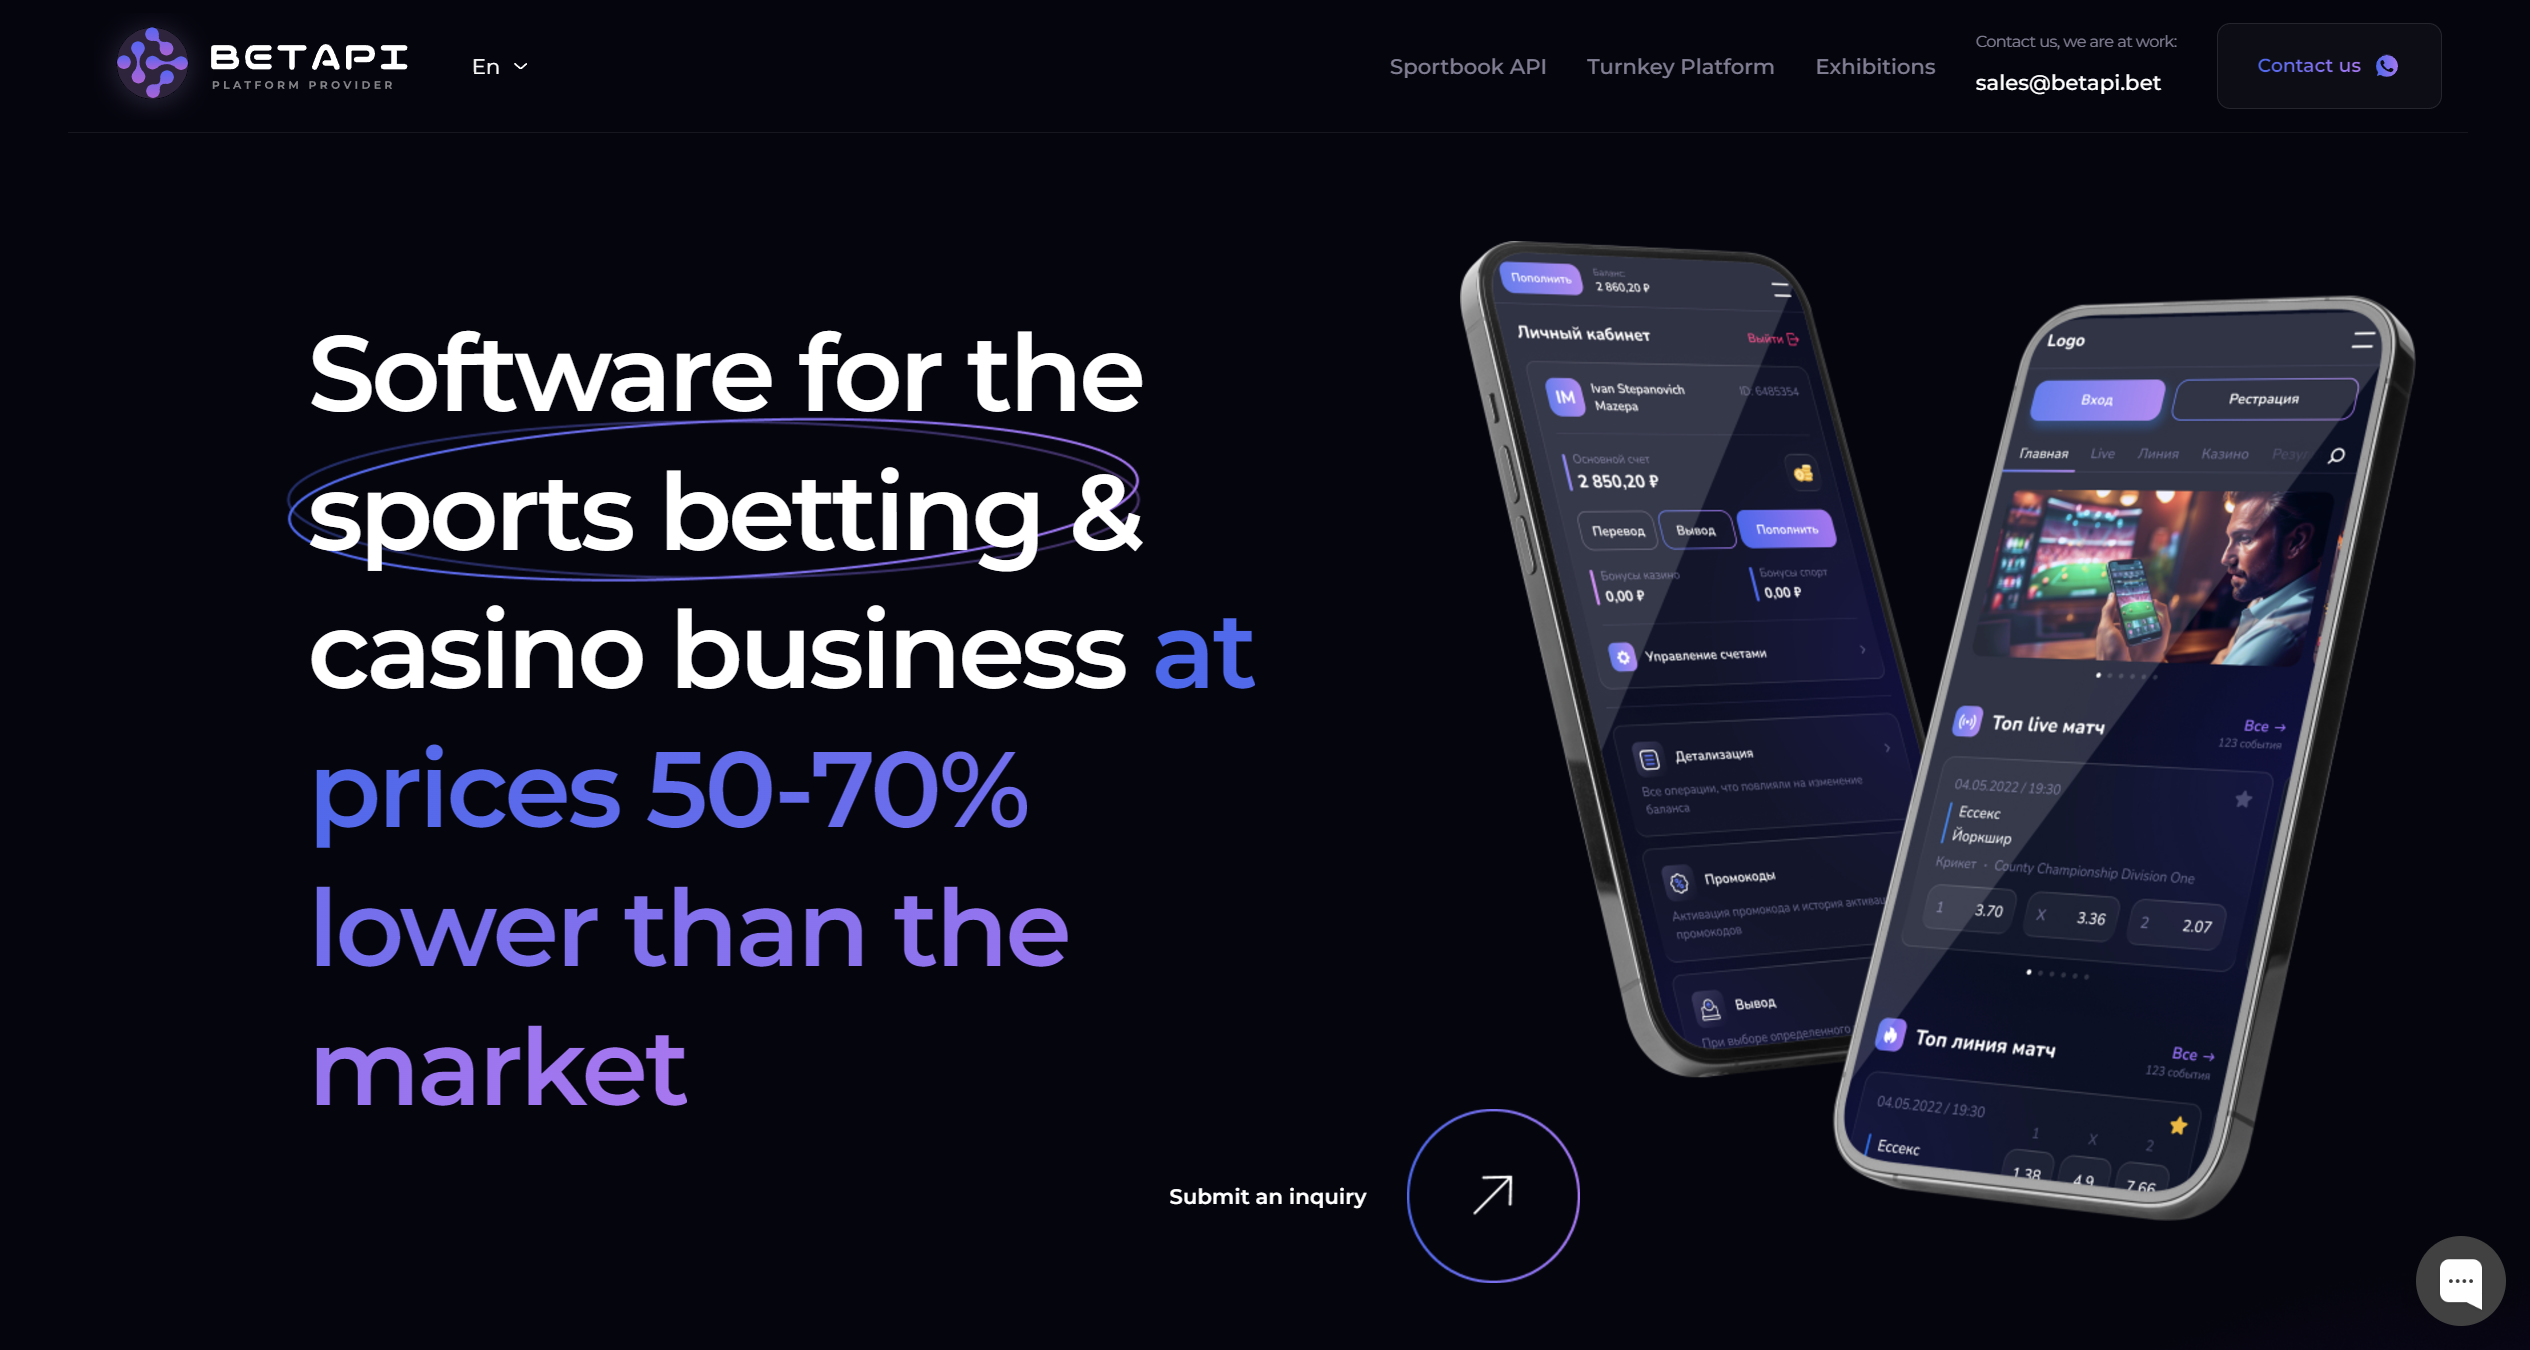 BETAPI
PLATFORM PROVIDER
En
Sportbook API
Turnkey Platform
Exhibitions
Contact us, we are at work:
sales@betapi.bet
Contact us
Software for the
sports betting &
casino business at
prices 50-70%
lower than the
market
Submit an inquiry
Пополнить
Баланс
2 860,20 ₽
Личный кабинет
Выйти
IM
Ivan Stepanovich
Mazepa
ID: 6485354
Основной счет
2 850,20 ₽
Перевод
Вывод
Пополнить
Бонусы казино
0,00 ₽
Бонусы спорт
0,00 ₽
Управление счетами
Детализация
Все операции, что повлияли на изменение
баланса
Промокоды
Активация промокода и история активац
промокодов
Вывод
При выборе определенного
Logo
Вход
Рестрация
Главная
Live
Линия
Казино
Резул
Топ live матч
Все →
123 события
04.05.2022 / 19:30
Ессекс
Йоркшир
Крикет • County Championship Division One
1 3.70
X 3.36
2 2.07
Топ линия матч
Все →
123 события
04.05.2022 / 19:30
1 X 2
Ессекс
1.38 4.9 7.66